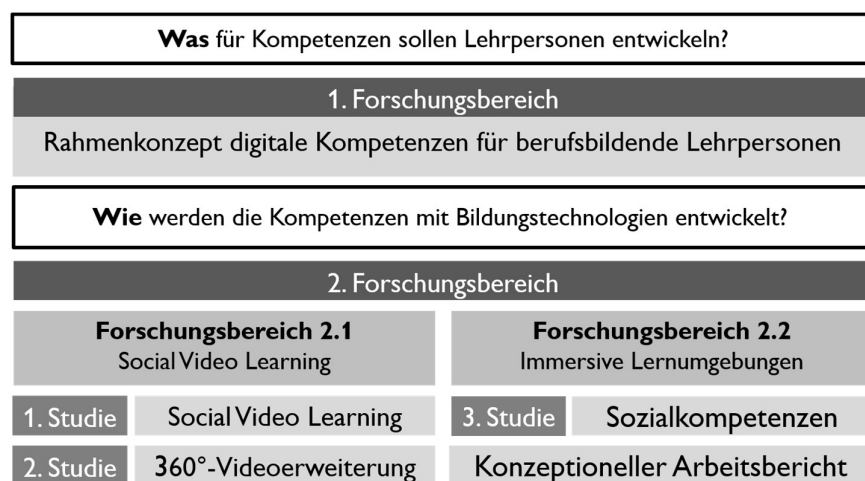 Was für Kompetenzen sollen Lehrpersonen entwickeln?
1. Forschungsbereich
Rahmenkonzept digitale Kompetenzen für berufsbildende Lehrpersonen
Wie werden die Kompetenzen mit Bildungstechnologien entwickelt?
2. Forschungsbereich
Forschungsbereich 2.1
Social Video Learning
Forschungsbereich 2.2
Immersive Lernumgebungen
1. Studie Social Video Learning
3. Studie Sozialkompetenzen
2. Studie 360°-Videoerweiterung
Konzeptioneller Arbeitsbericht